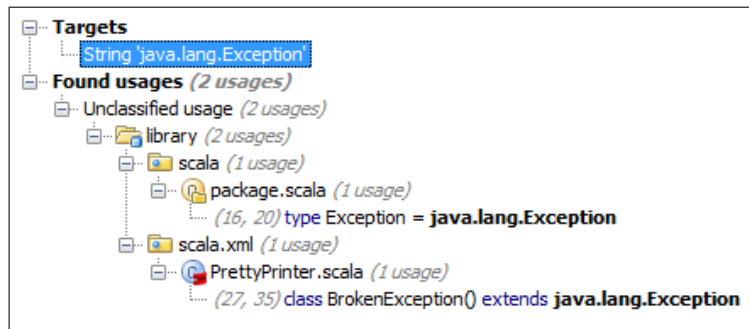 Targets
String 'java.lang.Exception'
Found usages (2 usages)
Unclassified usage (2 usages)
library (2 usages)
scala (1 usage)
package.scala (1 usage)
(16, 20) type Exception = java.lang.Exception
scala.xml (1 usage)
PrettyPrinter.scala (1 usage)
(27, 35) class BrokenException() extends java.lang.Exception